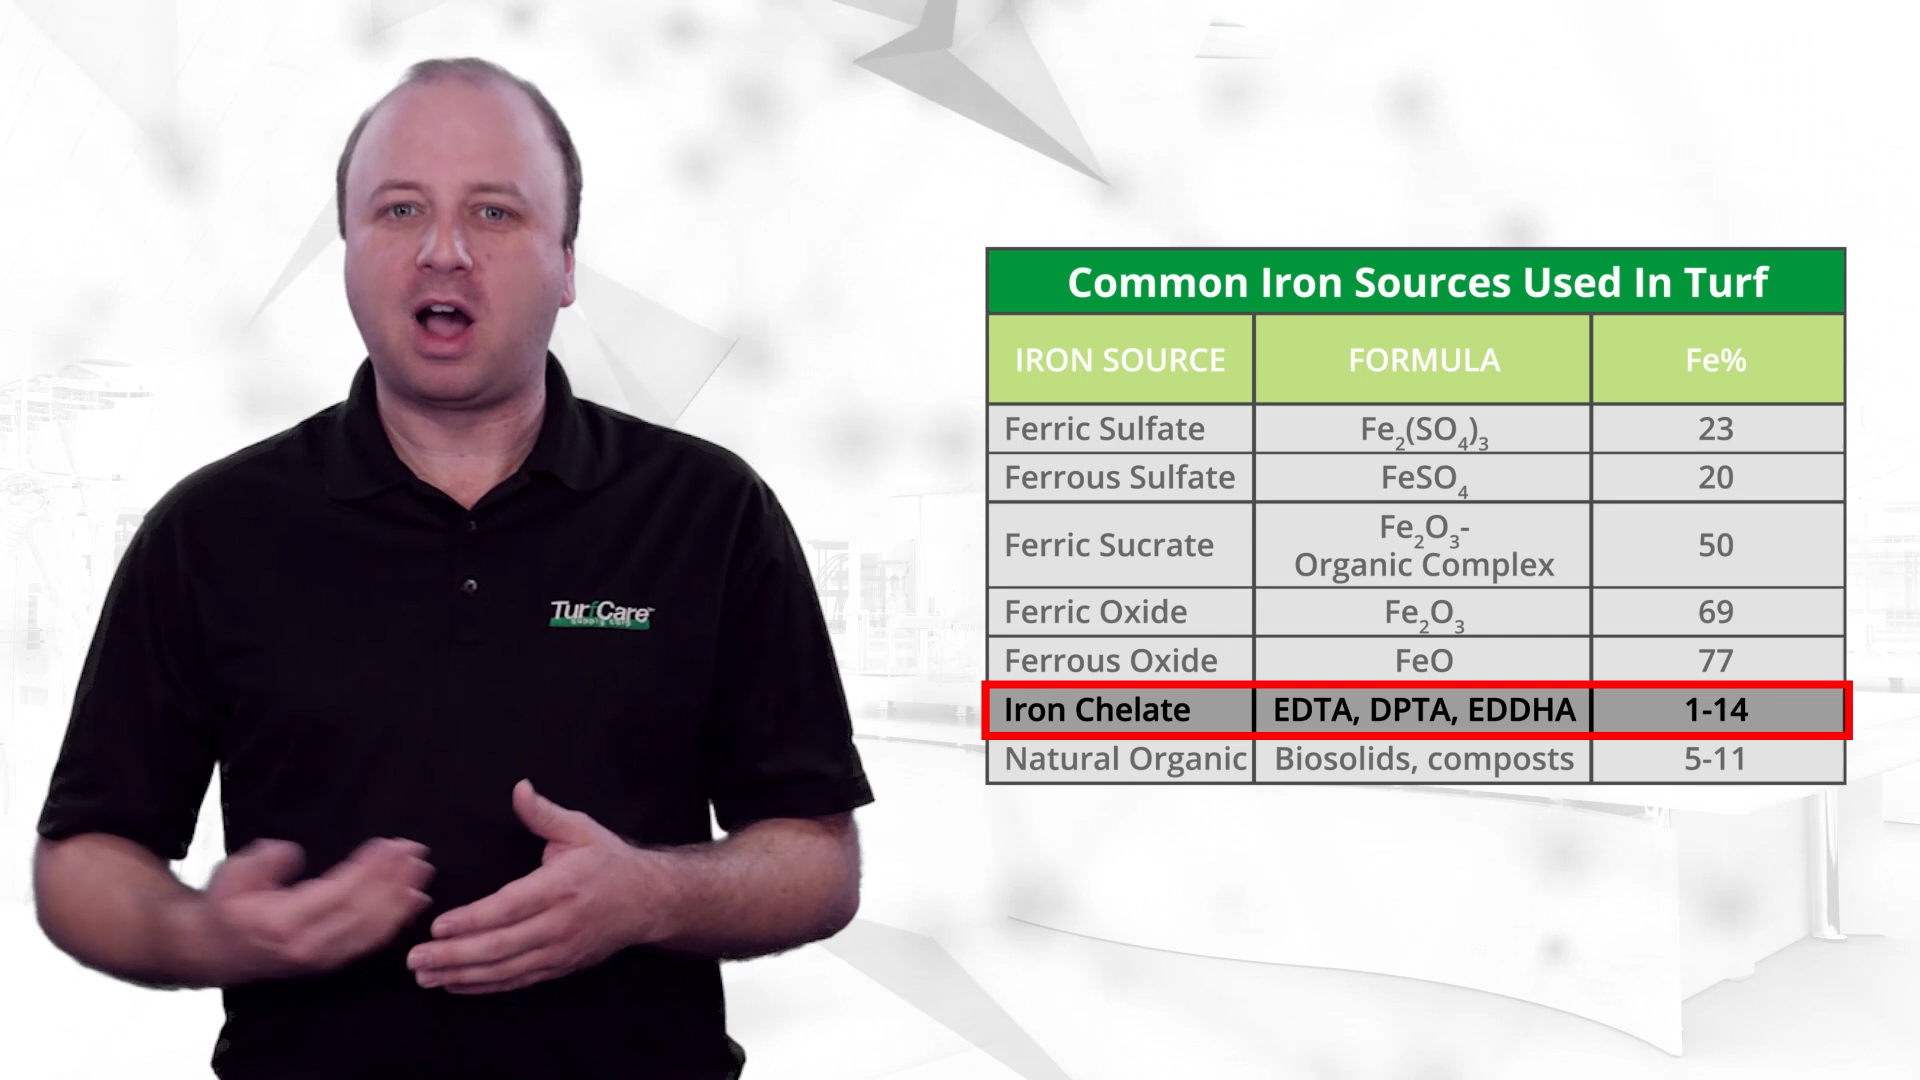 TurfCare
Supply Corp
Common Iron Sources Used In Turf
IRON SOURCE FORMULA Fe%
Ferric Sulfate Fe₂(SO₄)₃ 23
Ferrous Sulfate FeSO₄ 20
Ferric Sucrate Fe₂O₃- Organic Complex 50
Ferric Oxide Fe₂O₃ 69
Ferrous Oxide FeO 77
Iron Chelate EDTA, DPTA, EDDHA 1-14
Natural Organic Biosolids, composts 5-11